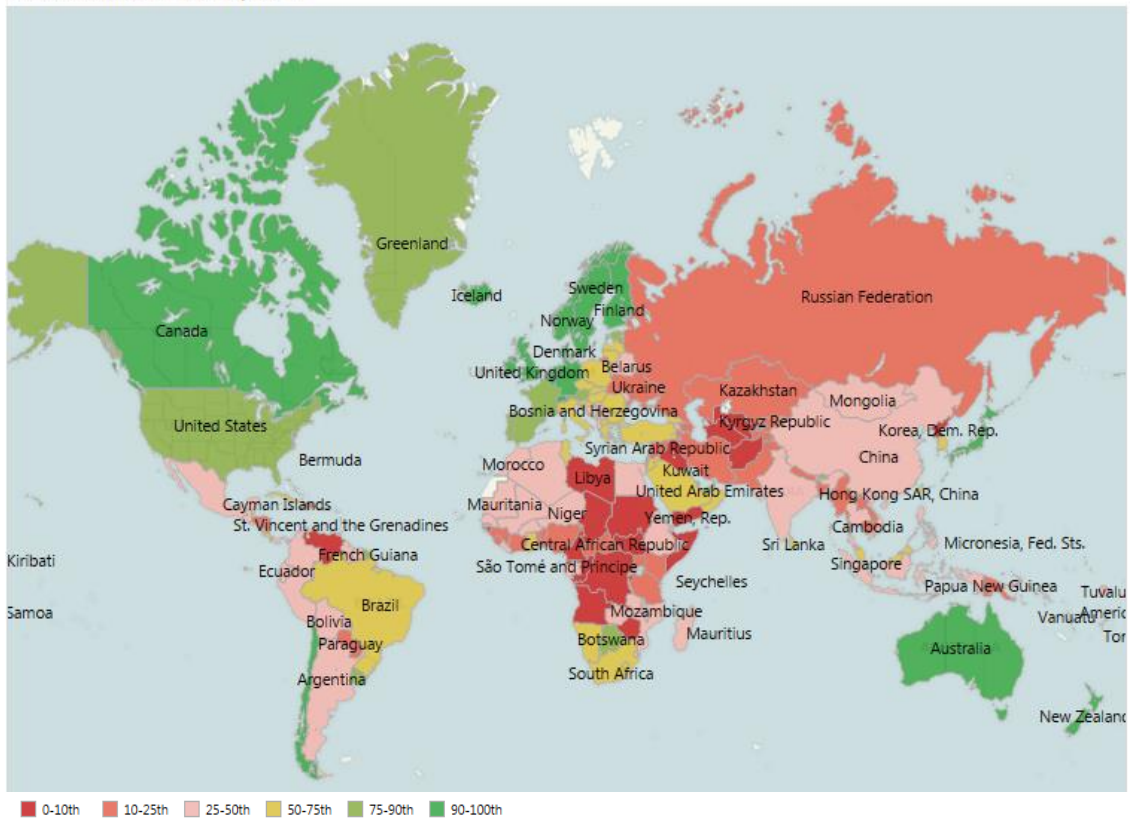 Greenland
Iceland
Sweden
Finland
Russian Federation
Norway
Canada
Denmark
Belarus
United Kingdom
Ukraine
Kazakhstan
Mongolia
Bosnia and Herzegovina
United States
Kyrgyz Republic
Korea, Dem. Rep.
Syrian Arab Republic
China
Bermuda
Morocco
Kuwait
Libya
United Arab Emirates
Hong Kong SAR, China
Cayman Islands
Mauritania
Niger
Yemen, Rep.
St. Vincent and the Grenadines
Cambodia
Central African Republic
Sri Lanka
Micronesia, Fed. Sts.
French Guiana
Kiribati
Ecuador
São Tomé and Principe
Singapore
Seychelles
Papua New Guinea
Tuvalu
Brazil
Samoa
Mozambique
Americ
Bolivia
Vanuatu
Mauritius
Tor
Botswana
Paraguay
Australia
South Africa
Argentina
New Zealand
0-10th 10-25th 25-50th 50-75th 75-90th 90-100th